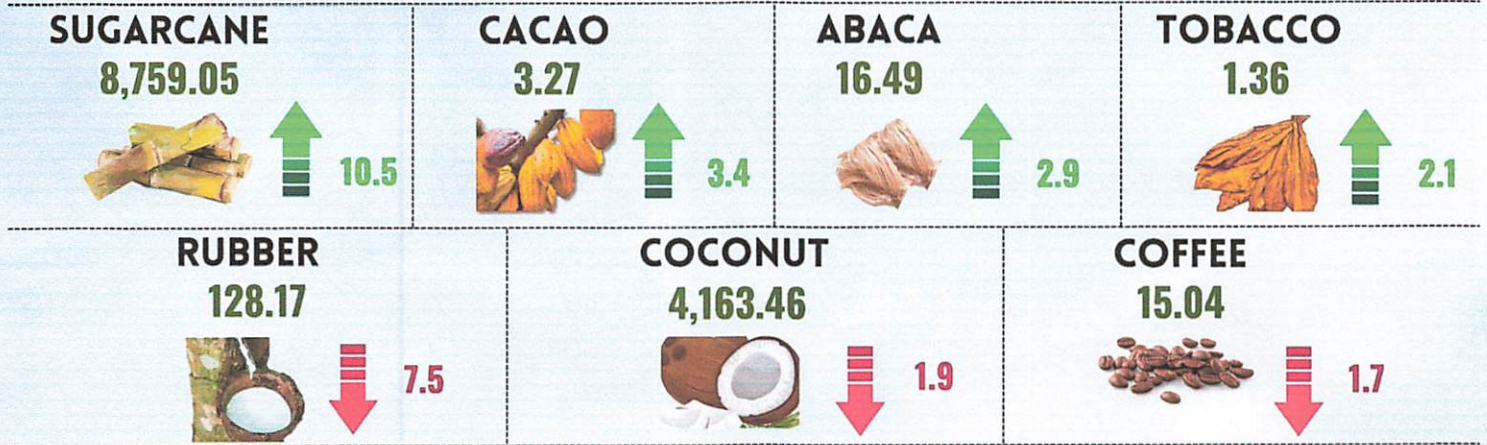 SUGARCANE
8,759.05
10.5
CACAO
3.27
3.4
ABACA
16.49
2.9
TOBACCO
1.36
2.1
RUBBER
128.17
7.5
COCONUT
4,163.46
1.9
COFFEE
15.04
1.7